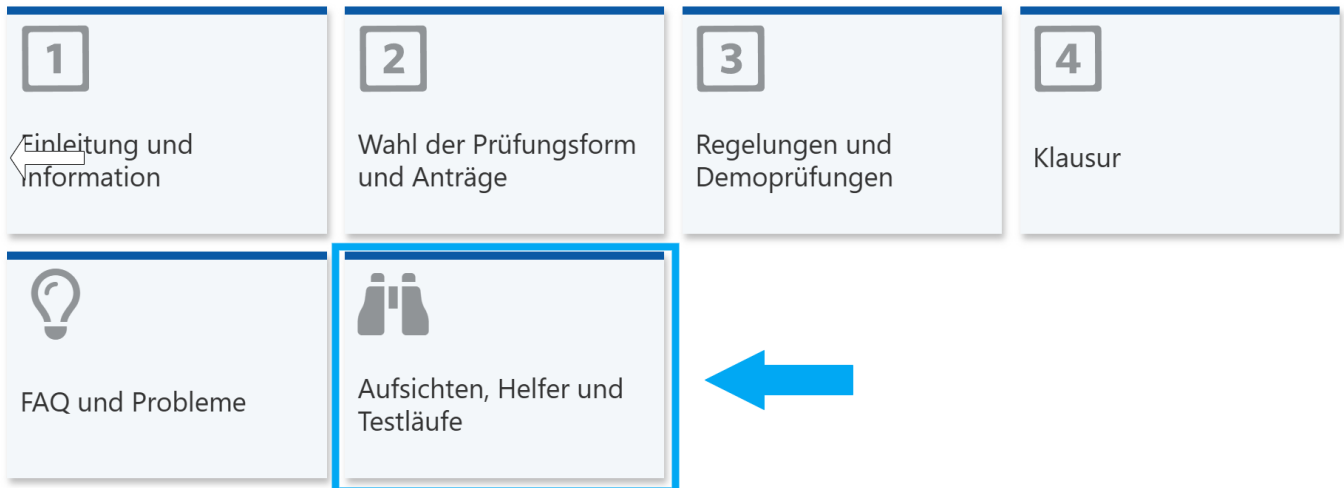 1
Einleitung und
Information
2
Wahl der Prüfungsform
und Anträge
3
Regelungen und
Demoprüfungen
4
Klausur
FAQ und Probleme
Aufsichten, Helfer und
Testläufe